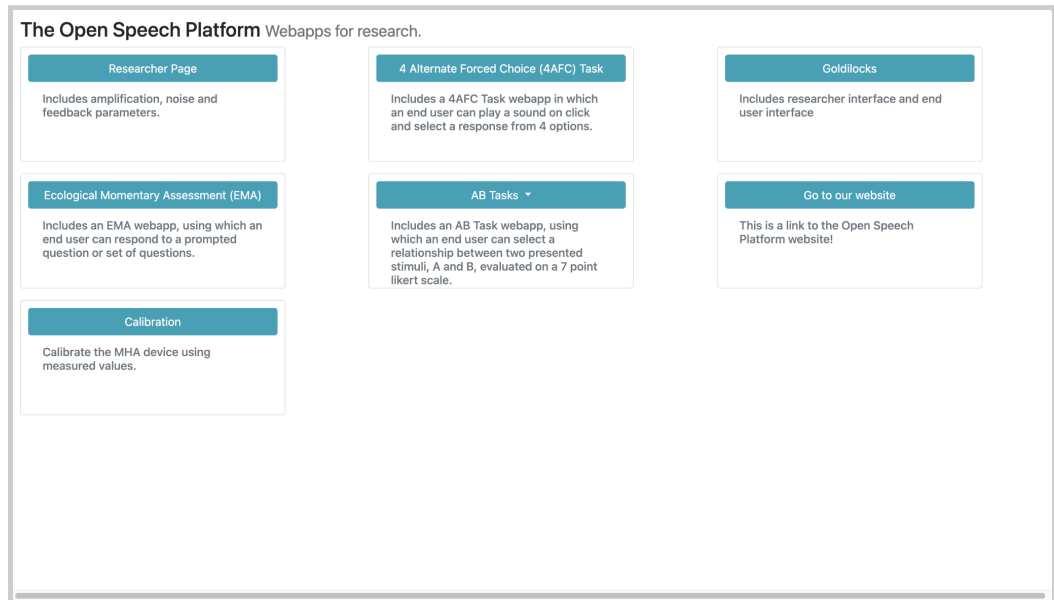 The Open Speech Platform Webapps for research.
Researcher Page
Includes amplification, noise and
feedback parameters.
4 Alternate Forced Choice (4AFC) Task
Includes a 4AFC Task webapp in which
an end user can play a sound on click
and select a response from 4 options.
Goldilocks
Includes researcher interface and end
user interface
Ecological Momentary Assessment (EMA)
Includes an EMA webapp, using which an
end user can respond to a prompted
question or set of questions.
AB Tasks
Includes an AB Task webapp, using
which an end user can select a
relationship between two presented
stimuli, A and B, evaluated on a 7 point
likert scale.
Go to our website
This is a link to the Open Speech
Platform website!
Calibration
Calibrate the MHA device using
measured values.